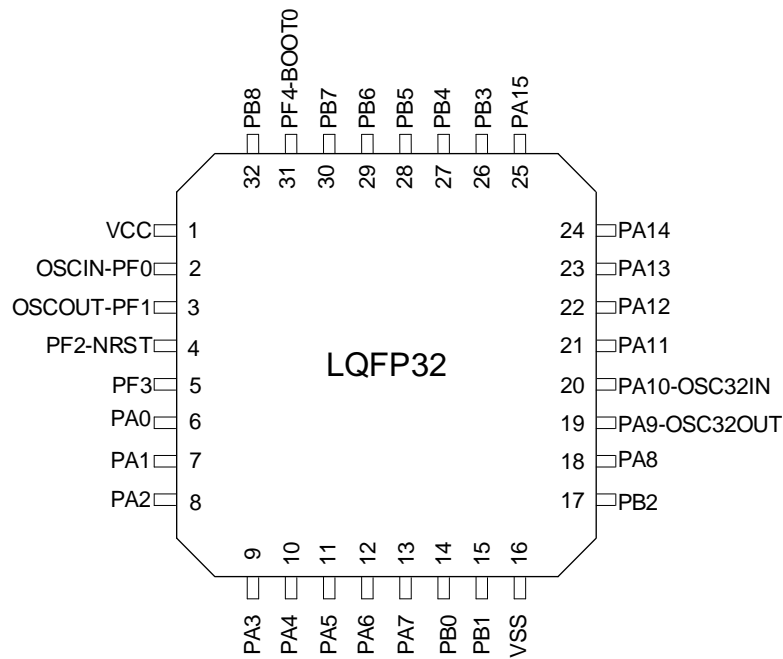 PB8
PF4-BOOT0
PB7
PB6
PB5
PB4
PB3
PA15
32
31
30
29
28
27
26
25
VCC 1
OSCIN-PF0 2
OSCOUT-PF1 3
PF2-NRST 4
PF3 5
PA0 6
PA1 7
PA2 8
LQFP32
24 PA14
23 PA13
22 PA12
21 PA11
20 PA10-OSC32IN
19 PA9-OSC32OUT
18 PA8
17 PB2
9
10
11
12
13
14
15
16
PA3
PA4
PA5
PA6
PA7
PB0
PB1
VSS